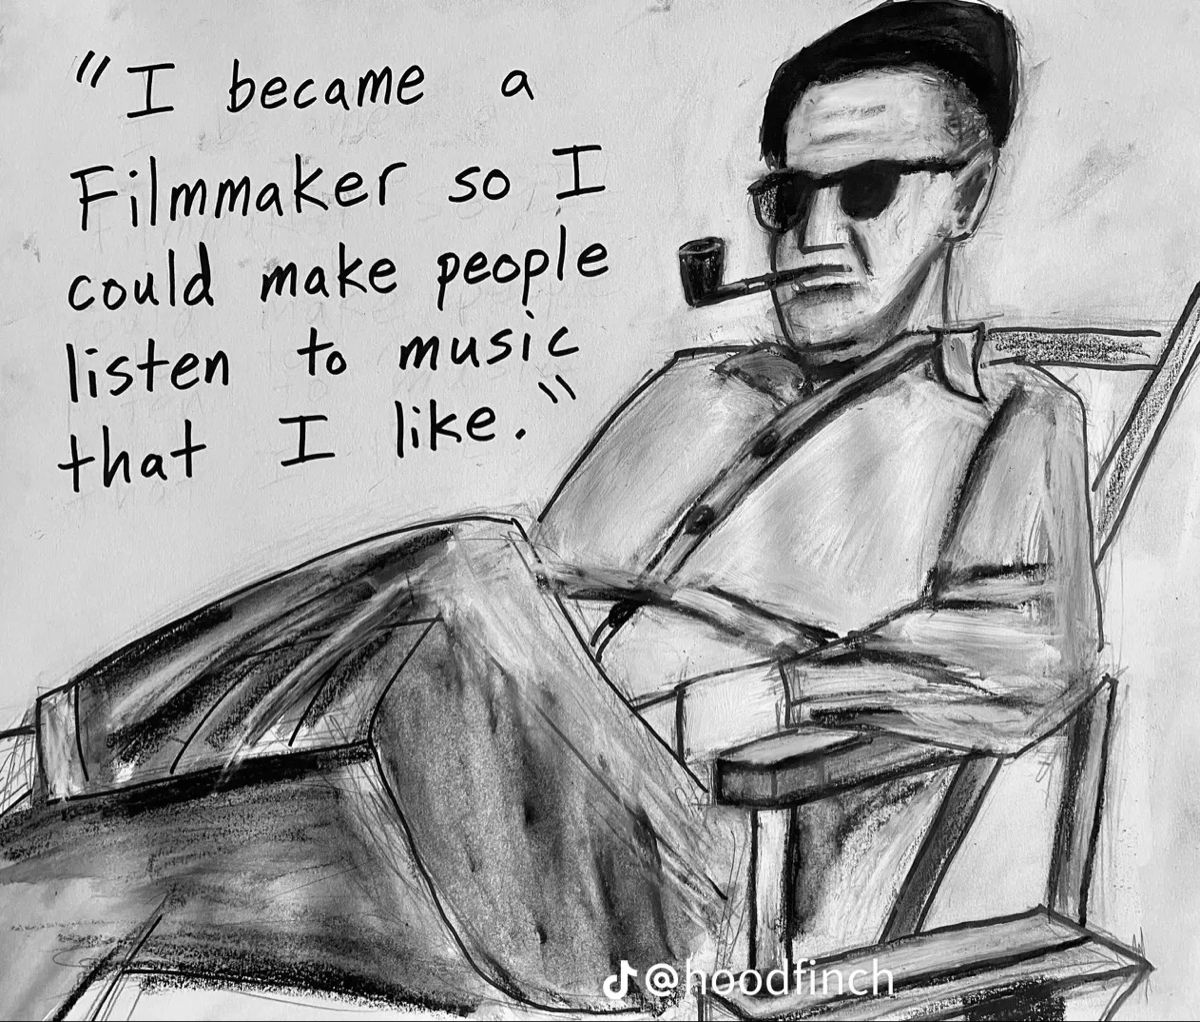 "I became a
Filmmaker so I
could make people
listen to music
that I like."
@hoodfinch